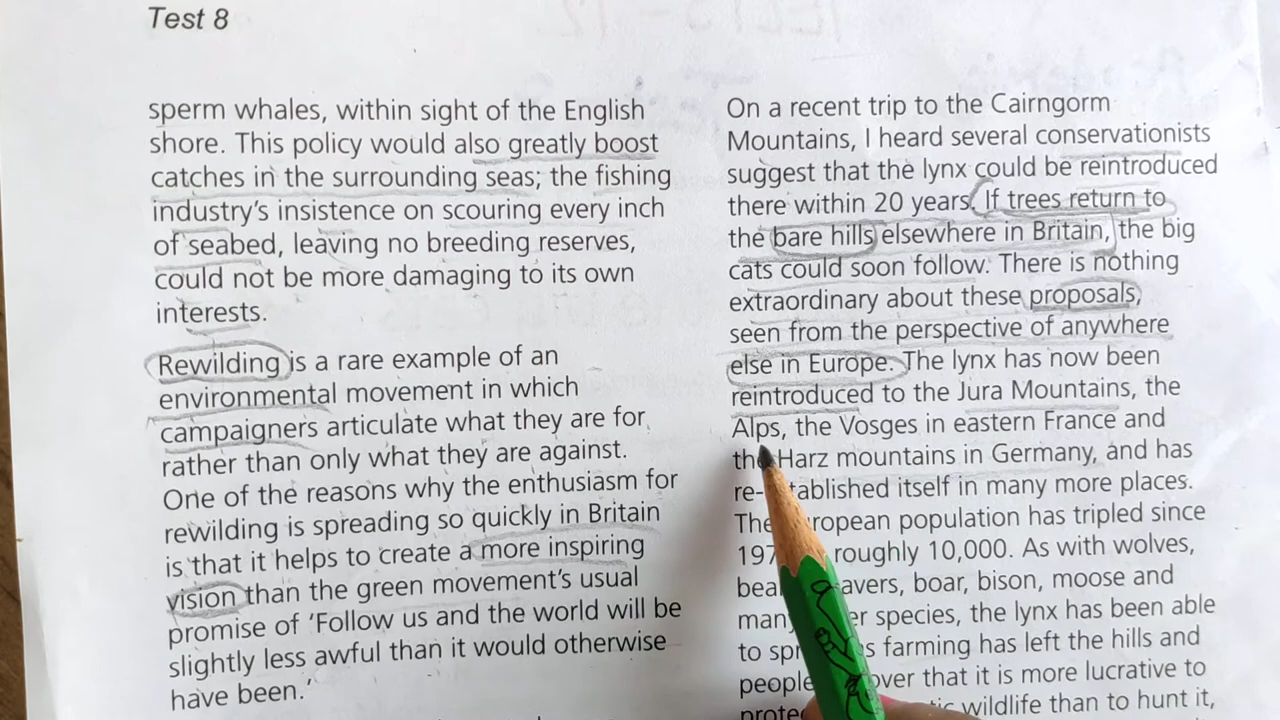 Test 8
sperm whales, within sight of the English
shore. This policy would also greatly boost
catches in the surrounding seas; the fishing
industry's insistence on scouring every inch
of seabed, leaving no breeding reserves,
could not be more damaging to its own
interests.
Rewilding is a rare example of an
environmental movement in which
campaigners articulate what they are for
rather than only what they are against.
One of the reasons why the enthusiasm for
rewilding is spreading so quickly in Britain
is that it helps to create a more inspiring
vision than the green movement's usual
promise of 'Follow us and the world will be
slightly less awful than it would otherwise
have been.'
On a recent trip to the Cairngorm
Mountains, I heard several conservationists
suggest that the lynx could be reintroduced
there within 20 years. If trees return to
the bare hills elsewhere in Britain, the big
cats could soon follow. There is nothing
extraordinary about these proposals,
seen from the perspective of anywhere
else in Europe. The lynx has now been
reintroduced to the Jura Mountains, the
Alps, the Vosges in eastern France and
the Harz mountains in Germany, and has
itself in many more places.
population has tripled since
roughly 10,000. As with wolves,
boar, bison, moose and
species, the lynx has been able
to farming has left the hills and
people that it is more lucrative to
wildlife than to hunt it,